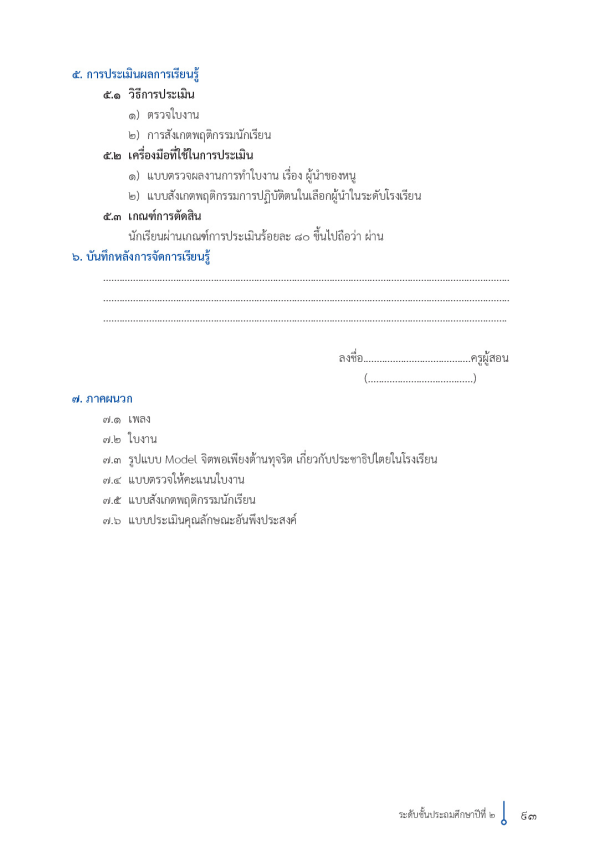 ๕. การประเมินผลการเรียนรู้
๕.๑ วิธีการประเมิน
๑) ตรวจใบงาน
๒) การสังเกตพฤติกรรมนักเรียน
๕.๒ เครื่องมือที่ใช้ในการประเมิน
๑) แบบตรวจผลงานการทำใบงาน เรื่อง ผู้นำของหนู
๒) แบบสังเกตพฤติกรรมการปฏิบัติตนในเลือกผู้นำในระดับโรงเรียน
๕.๓ เกณฑ์การตัดสิน
นักเรียนผ่านเกณฑ์การประเมินร้อยละ ๘๐ ขึ้นไปถือว่า ผ่าน
๖. บันทึกหลังการจัดการเรียนรู้
................................................................................................................................................
................................................................................................................................................
...............................................................................................................................................
ลงชื่อ........................................ครูผู้สอน
(.......................................)
๗. ภาคผนวก
๗.๑ เพลง
๗.๒ ใบงาน
๗.๓ รูปแบบ Model จิตพอเพียงต้านทุจริต เกี่ยวกับประชาธิปไตยในโรงเรียน
๗.๔ แบบตรวจให้คะแนนใบงาน
๗.๕ แบบสังเกตพฤติกรรมนักเรียน
๗.๖ แบบประเมินคุณลักษณะอันพึงประสงค์
ระดับชั้นประถมศึกษาปีที่ ๒ ๙๓